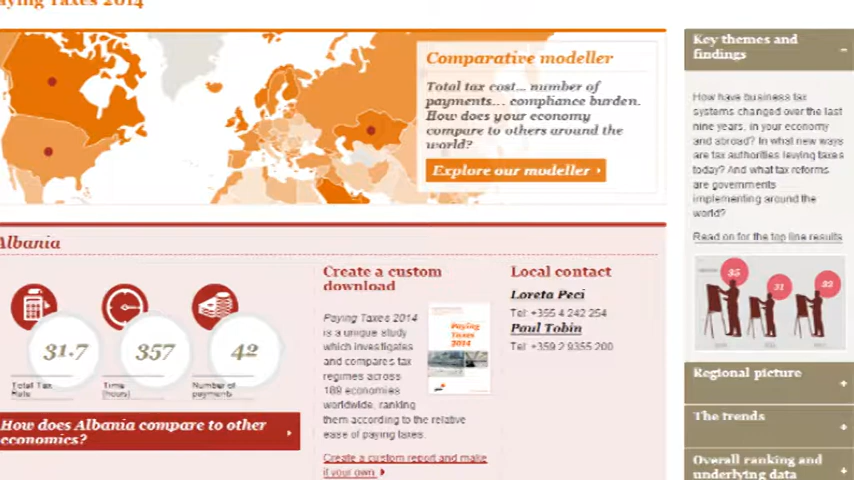 Paying Taxes 2014
Comparative modeller
Total tax cost... number of
payments... compliance burden.
How does your economy
compare to others around the
world?
Explore our modeller
Key themes and
findings
How have business tax
systems changed over the last
nine years, in your economy
and abroad? In what new ways
are tax authorities levying taxes
today? And what tax reforms
are governments
implementing around the
world?
Read on for the top line results
35
31
Regional picture
The trends
Overall ranking and
underlying data
Albania
31.7
357
42
Total Tax
Rate
Time
(hours)
Number of
payments
How does Albania compare to other
economics?
Create a custom
download
Paying Taxes 2014
is a unique study
which investigates
and compares tax
regimes across
189 economies
worldwide, ranking
them according to the relative
ease of paying taxes.
Create a custom report and make
it your own
Paying
Taxes
2014
Local contact
Loreta Peci
Tel: +355 4 242 254
Paul Tobin
Tel: +359 2 9355 200